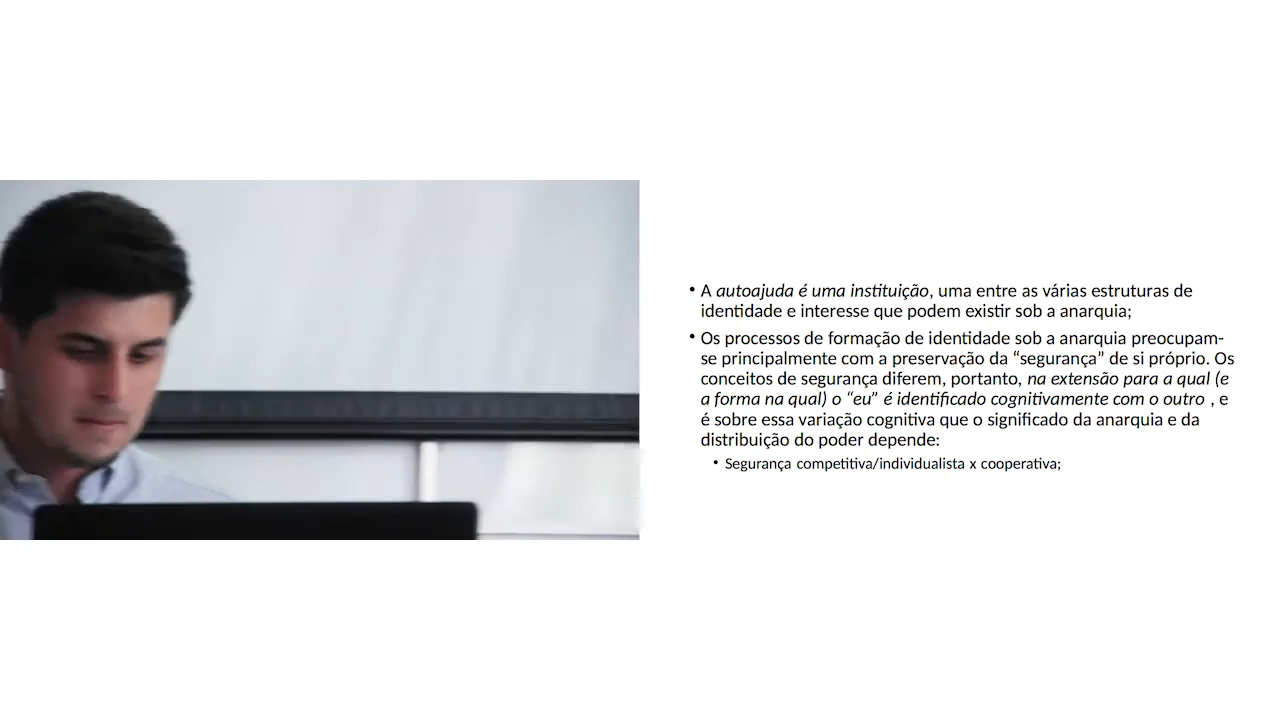 • A autoajuda é uma instituição, uma entre as várias estruturas de
identidade e interesse que podem existir sob a anarquia;
• Os processos de formação de identidade sob a anarquia preocupam-
se principalmente com a preservação da “segurança” de si próprio. Os
conceitos de segurança diferem, portanto, na extensão para a qual (e
a forma na qual) o “eu” é identificado cognitivamente com o outro , e
é sobre essa variação cognitiva que o significado da anarquia e da
distribuição do poder depende:
• Segurança competitiva/individualista x cooperativa;